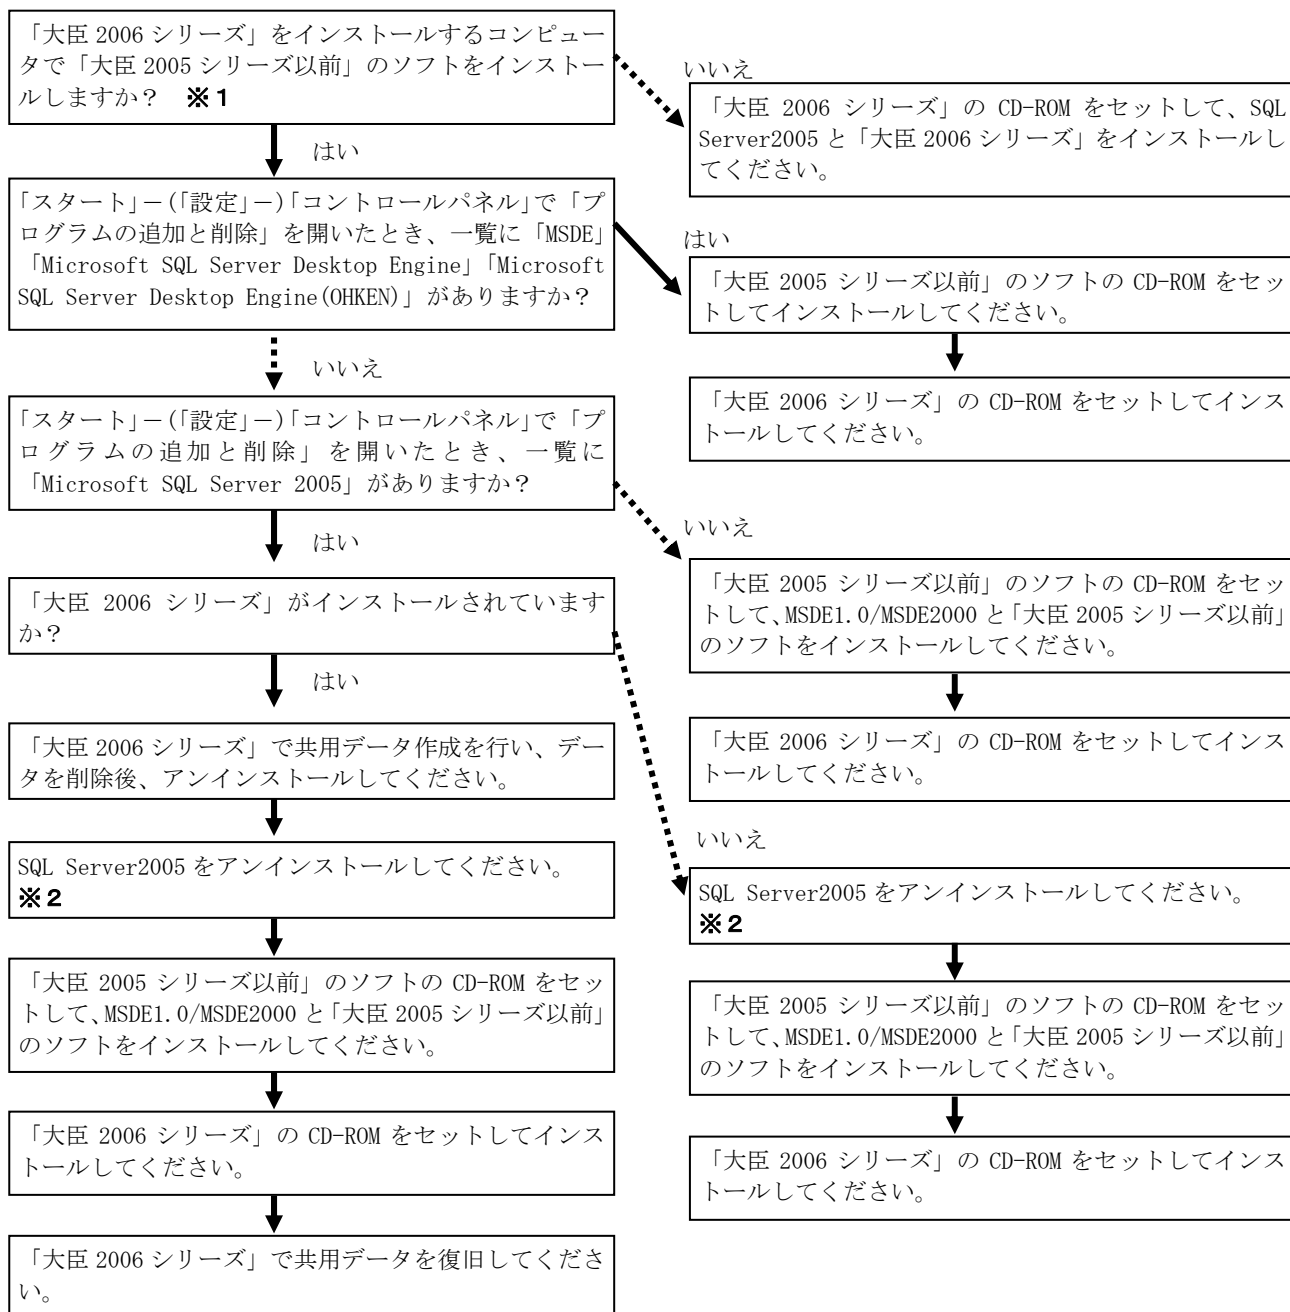 「大臣 2006 シリーズ」をインストールするコンピュー
タで「大臣 2005 シリーズ以前」のソフトをインストー
ルしますか？　※１
いいえ
「大臣 2006 シリーズ」の CD-ROM をセットして、SQL
Server2005 と「大臣 2006 シリーズ」をインストールし
てください。
はい
「スタート」－(「設定」－)「コントロールパネル」で「プ
ログラムの追加と削除」を開いたとき、一覧に「MSDE」
「Microsoft SQL Server Desktop Engine」「Microsoft
SQL Server Desktop Engine(OHKEN)」がありますか？
はい
「大臣 2005 シリーズ以前」のソフトの CD-ROM をセッ
トしてインストールしてください。
「大臣 2006 シリーズ」の CD-ROM をセットしてインス
トールしてください。
いいえ
「スタート」－(「設定」－)「コントロールパネル」で「プ
ログラムの追加と削除」を開いたとき、一覧に
「Microsoft SQL Server 2005」がありますか？
いいえ
「大臣 2005 シリーズ以前」のソフトの CD-ROM をセッ
トして、MSDE1.0/MSDE2000 と「大臣 2005 シリーズ以前」
のソフトをインストールしてください。
「大臣 2006 シリーズ」の CD-ROM をセットしてインス
トールしてください。
はい
「大臣 2006 シリーズ」がインストールされています
か？
はい
「大臣 2006 シリーズ」で共用データ作成を行い、デー
タを削除後、アンインストールしてください。
SQL Server2005 をアンインストールしてください。
※２
「大臣 2005 シリーズ以前」のソフトの CD-ROM をセッ
トして、MSDE1.0/MSDE2000 と「大臣 2005 シリーズ以前」
のソフトをインストールしてください。
「大臣 2006 シリーズ」の CD-ROM をセットしてインス
トールしてください。
「大臣 2006 シリーズ」で共用データを復旧してくださ
い。
いいえ
SQL Server2005 をアンインストールしてください。
※２
「大臣 2005 シリーズ以前」のソフトの CD-ROM をセッ
トして、MSDE1.0/MSDE2000 と「大臣 2005 シリーズ以前」
のソフトをインストールしてください。
「大臣 2006 シリーズ」の CD-ROM をセットしてインス
トールしてください。